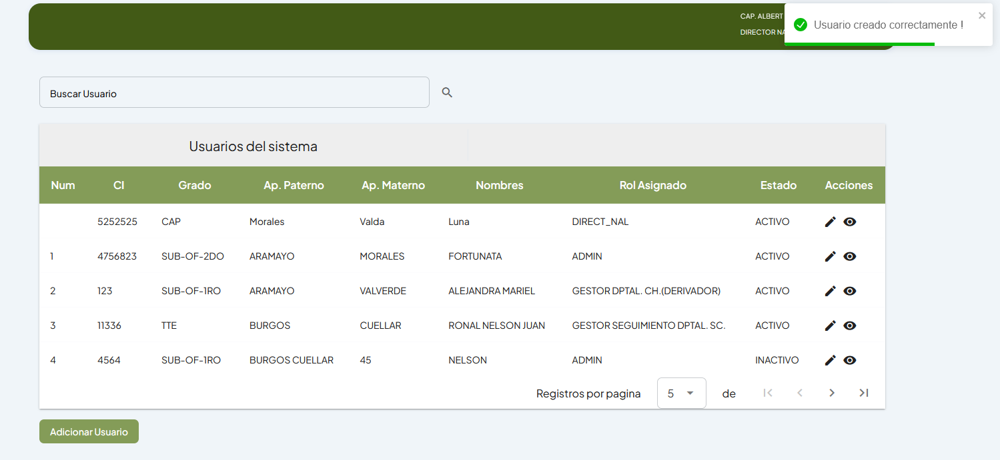 CAP. ALBERT
DIRECTOR NA
Usuario creado correctamente !
Buscar Usuario
Usuarios del sistema
Num CI Grado Ap. Paterno Ap. Materno Nombres Rol Asignado Estado Acciones
5252525 CAP Morales Valda Luna DIRECT_NAL ACTIVO
1 4756823 SUB-OF-2DO ARAMAYO MORALES FORTUNATA ADMIN ACTIVO
2 123 SUB-OF-1RO ARAMAYO VALVERDE ALEJANDRA MARIEL GESTOR DPTAL. CH.(DERIVADOR) ACTIVO
3 11336 TTE BURGOS CUELLAR RONAL NELSON JUAN GESTOR SEGUIMIENTO DPTAL. SC. ACTIVO
4 4564 SUB-OF-1RO BURGOS CUELLAR 45 NELSON ADMIN INACTIVO
Registros por pagina 5 de
Adicionar Usuario